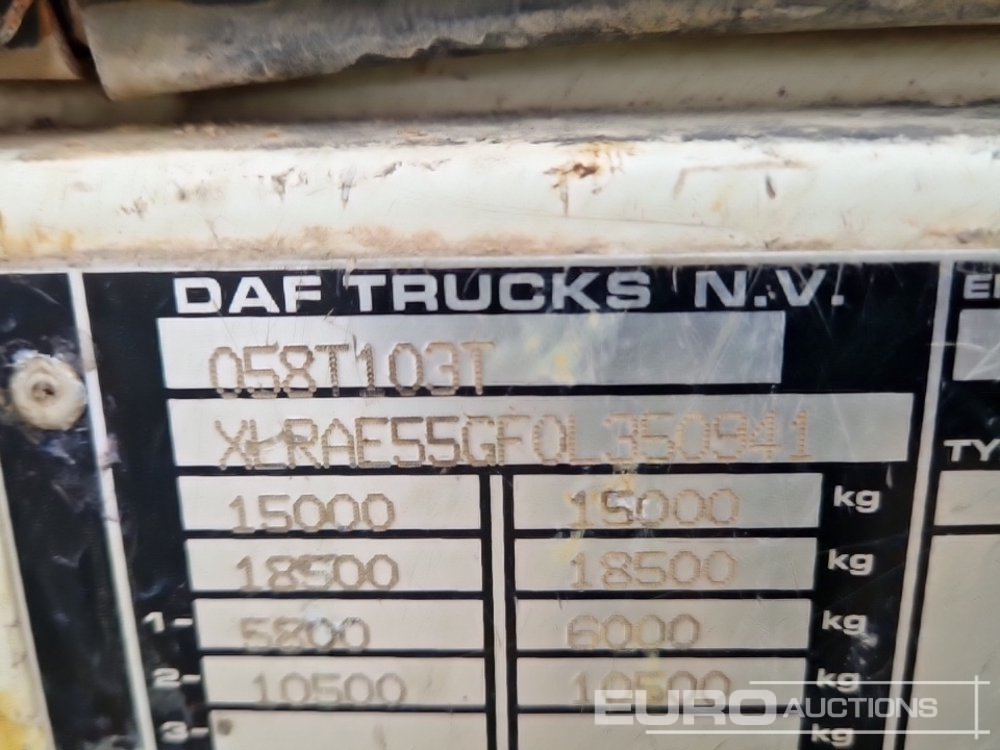 DAF TRUCKS N.V.
058T103T
XLRAE55GF0L350941
15000 15000 kg
18500 18500 kg
1- 5800 6000 kg
2- 10500 10500 kg
3- kg
TY
EURO AUCTIONS